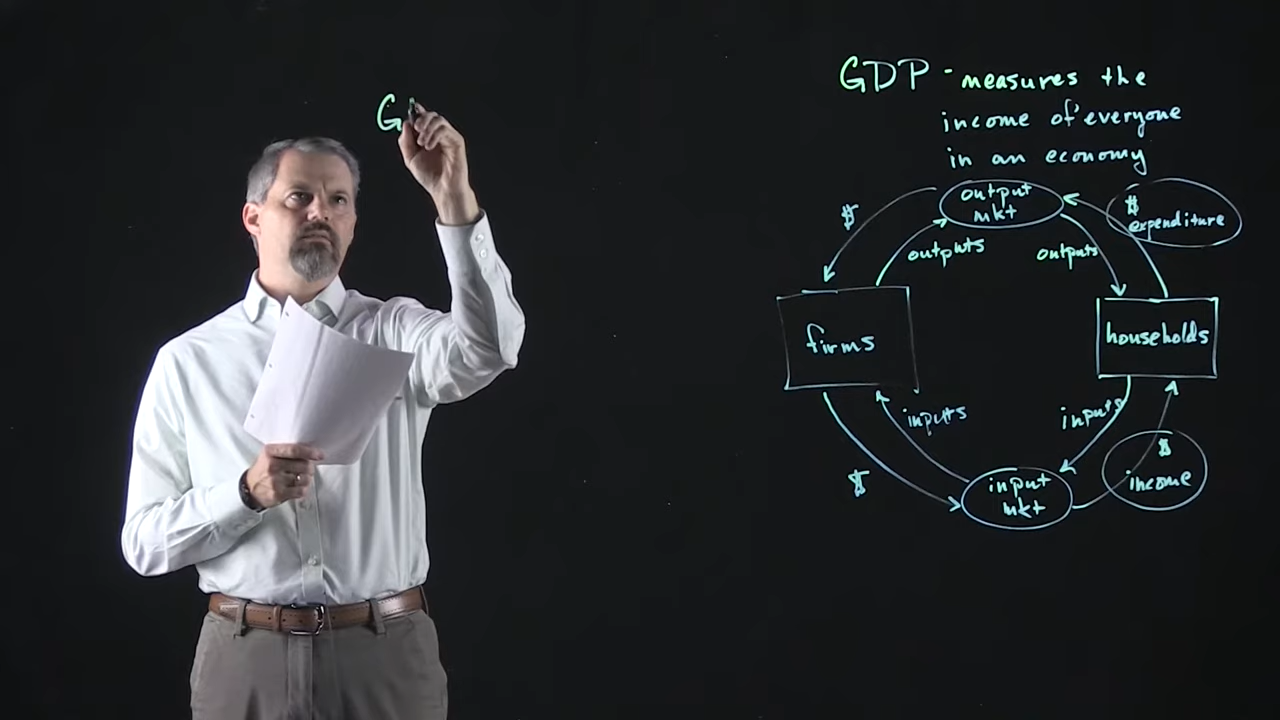 G
GDP - measures the
income of everyone
in an economy
output
mkt
$
$
expenditure
outputs
outputs
firms
households
inputs
inputs
$
$
income
input
mkt